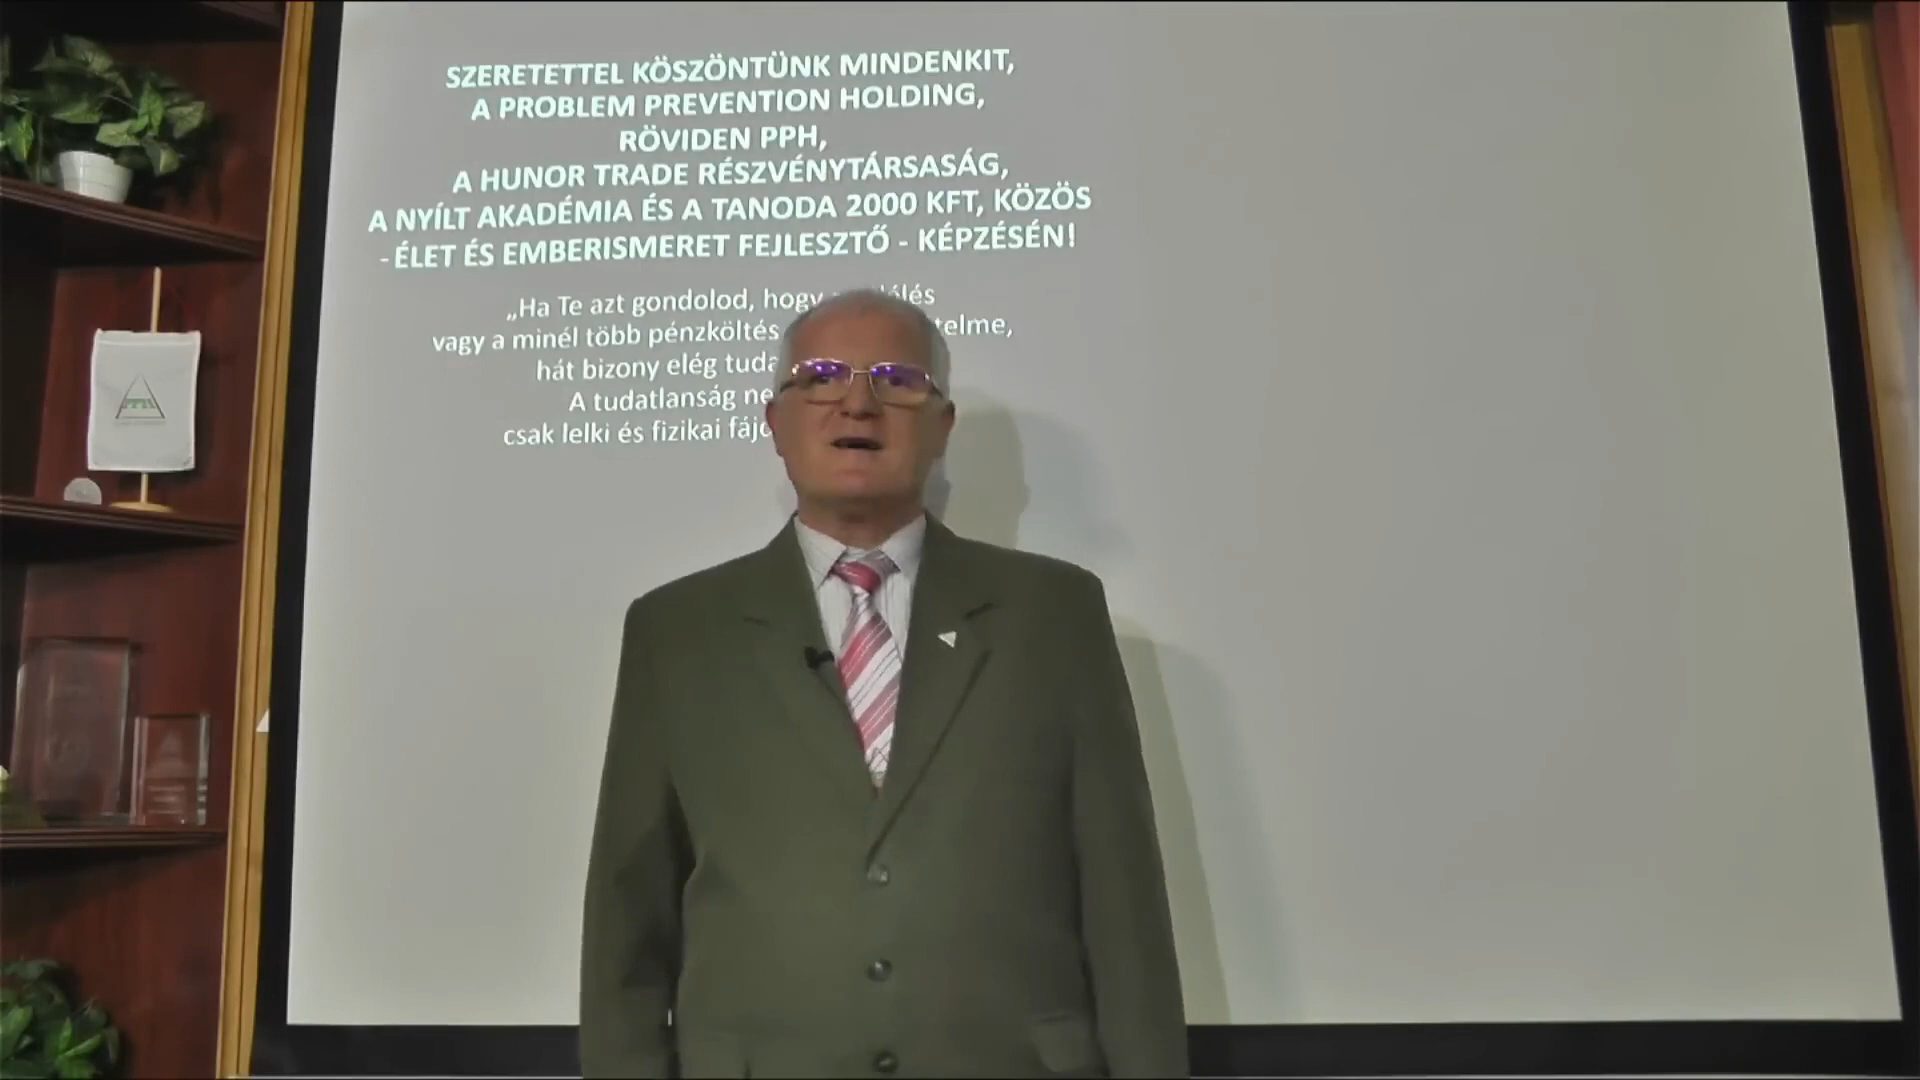 SZERETETTEL KÖSZÖNTÜNK MINDENKIT,
A PROBLEM PREVENTION HOLDING,
RÖVIDEN PPH,
A HUNOR TRADE RÉSZVÉNYTÁRSASÁG,
A NYÍLT AKADÉMIA ÉS A TANODA 2000 KFT, KÖZÖS
- ÉLET ÉS EMBERISMERET FEJLESZTŐ - KÉPZÉSÉN!
„Ha Te azt gondolod, hogy
vagy a minél több pénzköltés
hát bizony elég
A tudatlanság
csak lelki és fizikai